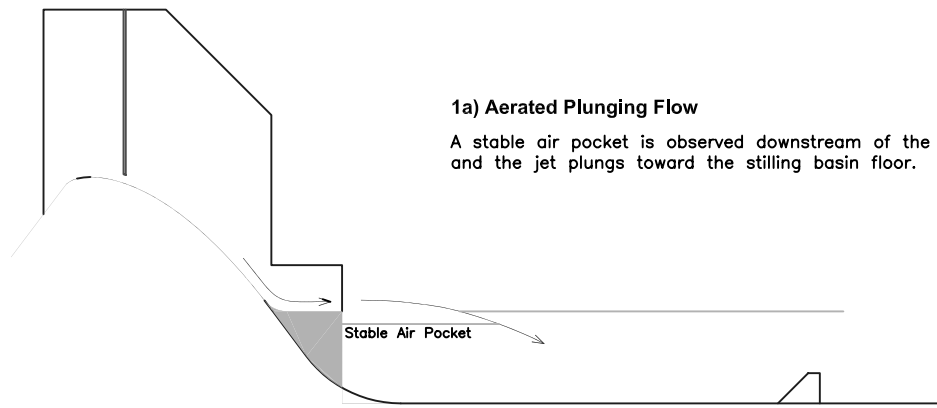 1a) Aerated Plunging Flow
A stable air pocket is observed downstream of the
and the jet plungs toward the stilling basin floor.
Stable Air Pocket